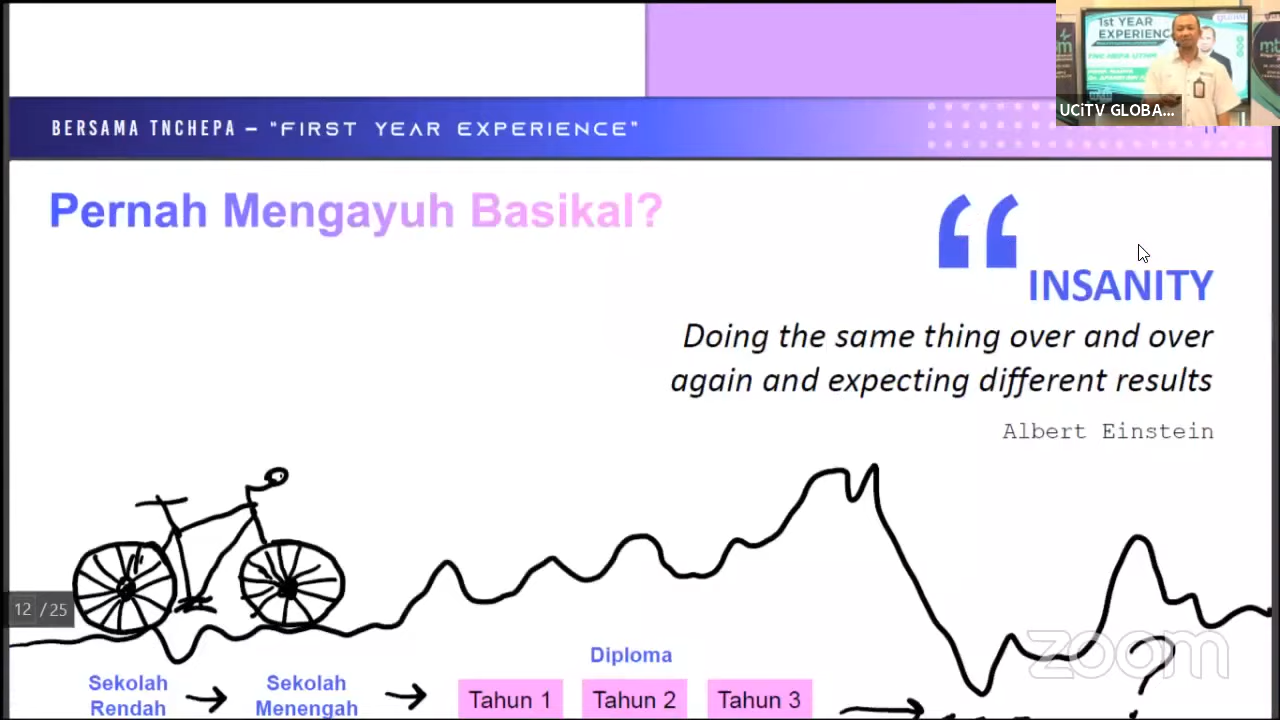 1st YEAR
EXPERIENC
UCiTV GLOBA...
BERSAMA TNCHEPA – "FIRST YEAR EXPERIENCE"
Pernah Mengayuh Basikal?
INSANITY
Doing the same thing over and over
again and expecting different results
Albert Einstein
12 / 25
zoom
Diploma
Sekolah
Rendah
Sekolah
Menengah
Tahun 1
Tahun 2
Tahun 3
?